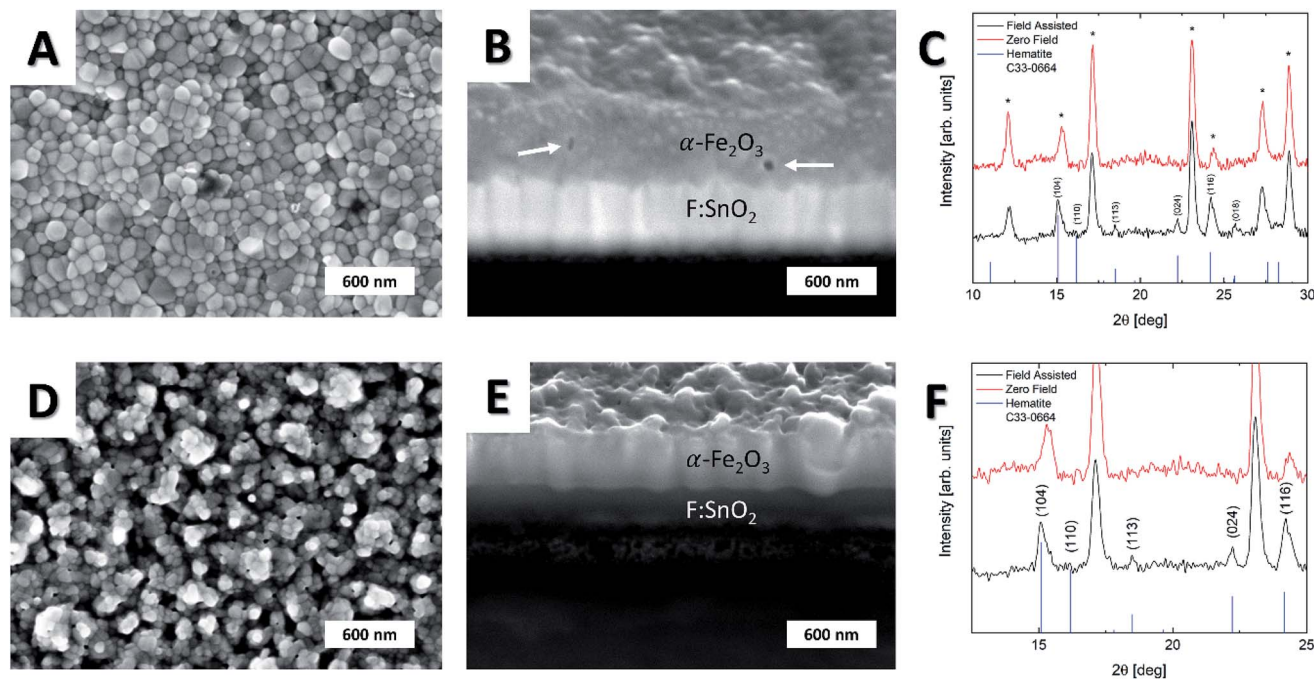 A
600 nm
B
α-Fe₂O₃
F:SnO₂
600 nm
C
Field Assisted
Zero Field
Hematite
C33-0664
Intensity [arb. units]
*
*
*
*
*
*
*
(104)
(110)
(113)
(024)
(116)
(018)
10
15
20
25
30
2θ [deg]
D
600 nm
E
α-Fe₂O₃
F:SnO₂
600 nm
F
Field Assisted
Zero Field
Hematite
C33-0664
Intensity [arb. units]
(104)
(110)
(113)
(024)
(116)
15
20
25
2θ [deg]